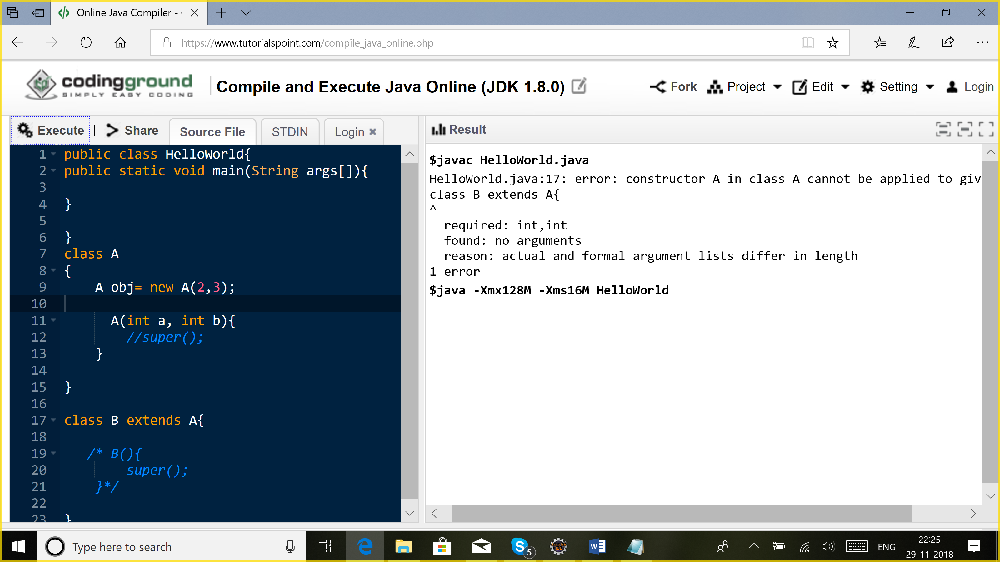 Online Java Compiler -
https://www.tutorialspoint.com/compile_java_online.php
codingground
SIMPLY EASY CODING
Compile and Execute Java Online (JDK 1.8.0)
Fork Project Edit Setting Login
Execute | Share Source File STDIN Login
Result
1 public class HelloWorld{
2 public static void main(String args[]){
3
4 }
5
6 }
7 class A
8 {
9 A obj= new A(2,3);
10
11 A(int a, int b){
12 //super();
13 }
14
15 }
16
17 class B extends A{
18
19 /* B(){
20 super();
21 }*/
22
23 }
$javac HelloWorld.java
HelloWorld.java:17: error: constructor A in class A cannot be applied to giv
class B extends A{
^
required: int,int
found: no arguments
reason: actual and formal argument lists differ in length
1 error
$java -Xmx128M -Xms16M HelloWorld
Type here to search
5
Java EE
IDE
ENG
22:25
29-11-2018